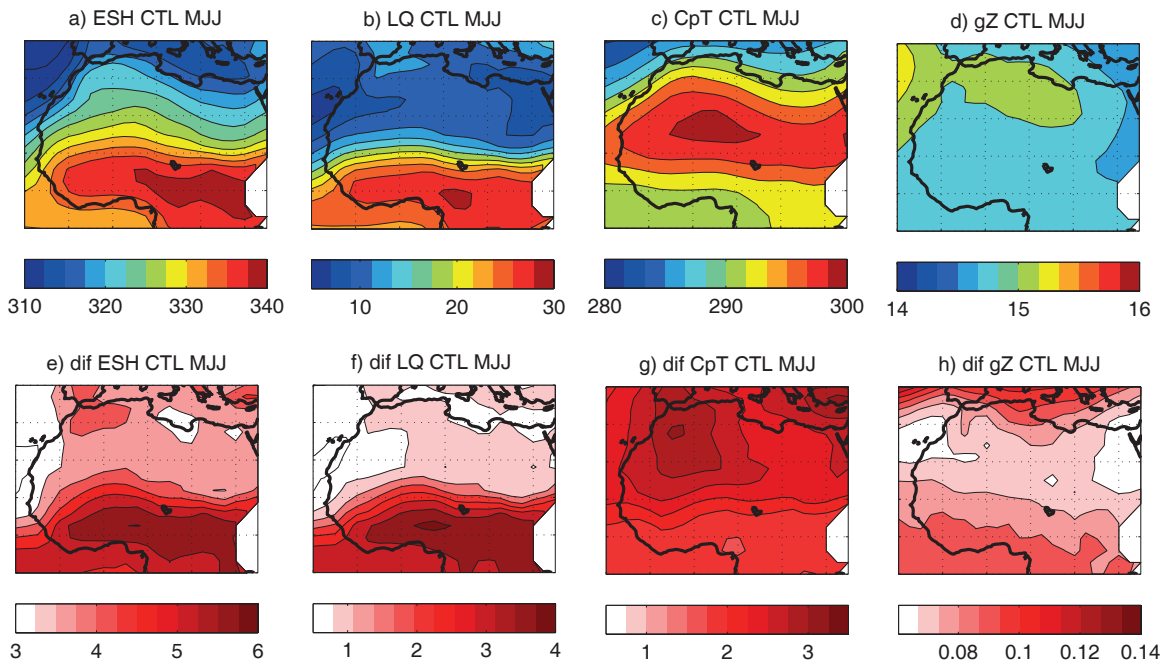 a) ESH CTL MJJ
b) LQ CTL MJJ
c) CpT CTL MJJ
d) gZ CTL MJJ
310 320 330 340
10 20 30
280 290 300
14 15 16
e) dif ESH CTL MJJ
f) dif LQ CTL MJJ
g) dif CpT CTL MJJ
h) dif gZ CTL MJJ
3 4 5 6
1 2 3 4
1 2 3
0.08 0.1 0.12 0.14